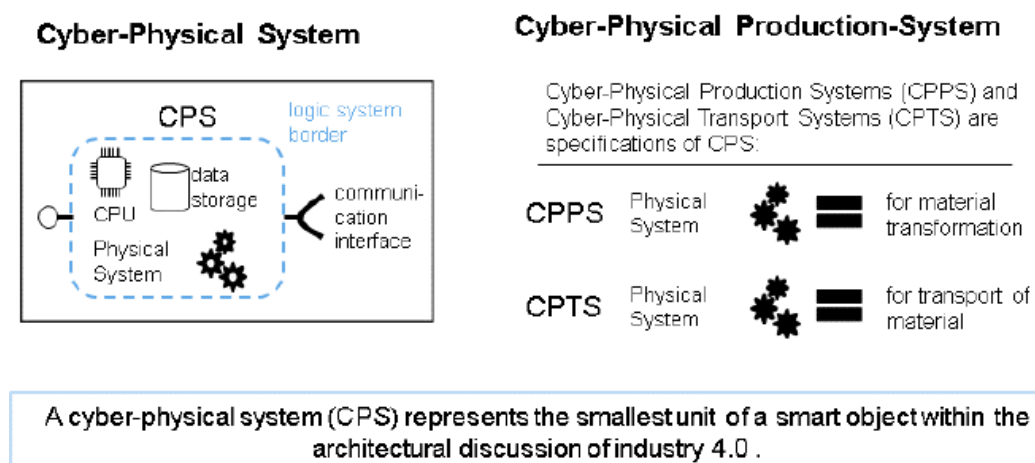 Cyber-Physical System
CPS
logic system
border
CPU
data
storage
communi-
cation
interface
Physical
System
Cyber-Physical Production-System
Cyber-Physical Production Systems (CPPS) and
Cyber-Physical Transport Systems (CPTS) are
specifications of CPS:
CPPS
Physical
System
for material
transformation
CPTS
Physical
System
for transport of
material
A cyber-physical system (CPS) represents the smallest unit of a smart object within the
architectural discussion of industry 4.0 .